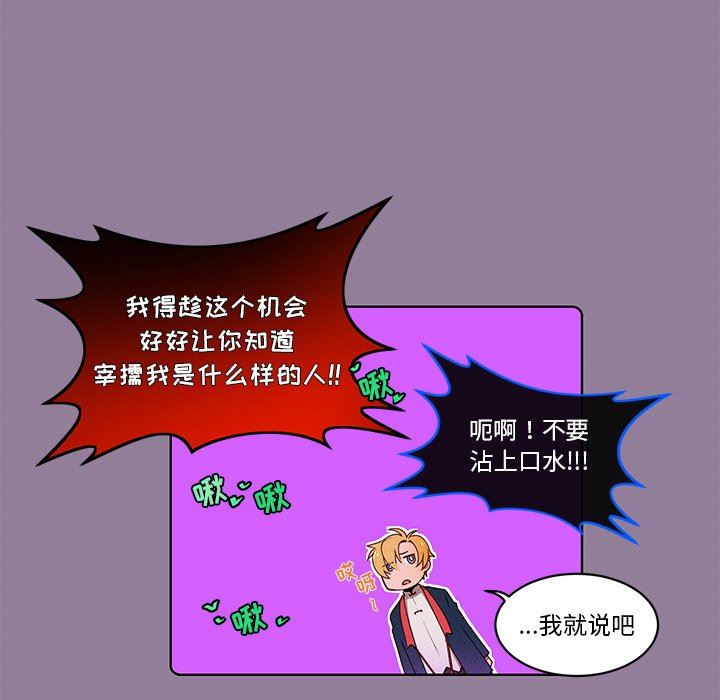 我得趁这个机会
好好让你知道
宰擩我是什么样的人!!
啾
呃啊！不要
沾上口水!!!
啾 啾
哎呀~
啾
...我就说吧